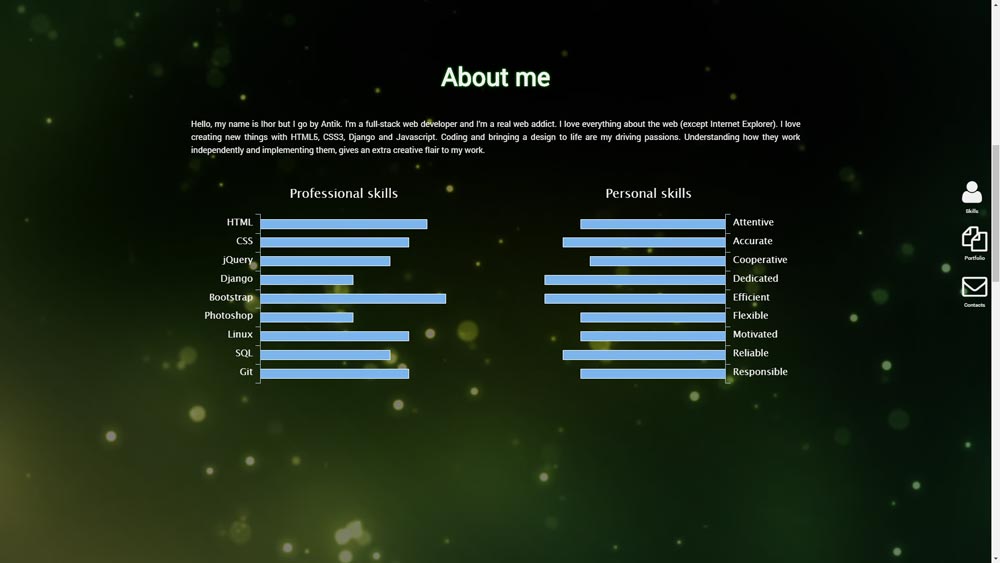 About me
Hello, my name is Ihor but I go by Antik. I'm a full-stack web developer and I'm a real web addict. I love everything about the web (except Internet Explorer). I love
creating new things with HTML5, CSS3, Django and Javascript. Coding and bringing a design to life are my driving passions. Understanding how they work
independently and implementing them, gives an extra creative flair to my work.
Professional skills
HTML
CSS
jQuery
Django
Bootstrap
Photoshop
Linux
SQL
Git
Personal skills
Attentive
Accurate
Cooperative
Dedicated
Efficient
Flexible
Motivated
Reliable
Responsible
Skills
Portfolio
Contacts